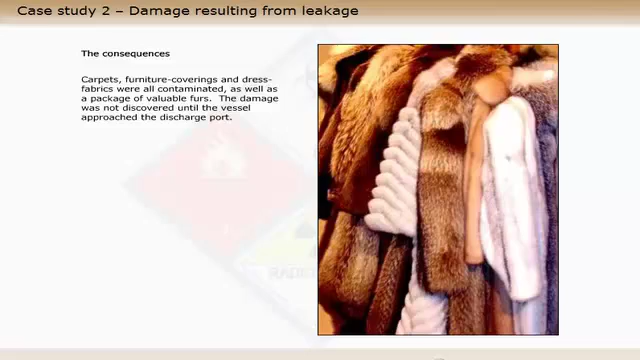 Case study 2 – Damage resulting from leakage
The consequences
Carpets, furniture-coverings and dress-
fabrics were all contaminated, as well as
a package of valuable furs.  The damage
was not discovered until the vessel
approached the discharge port.